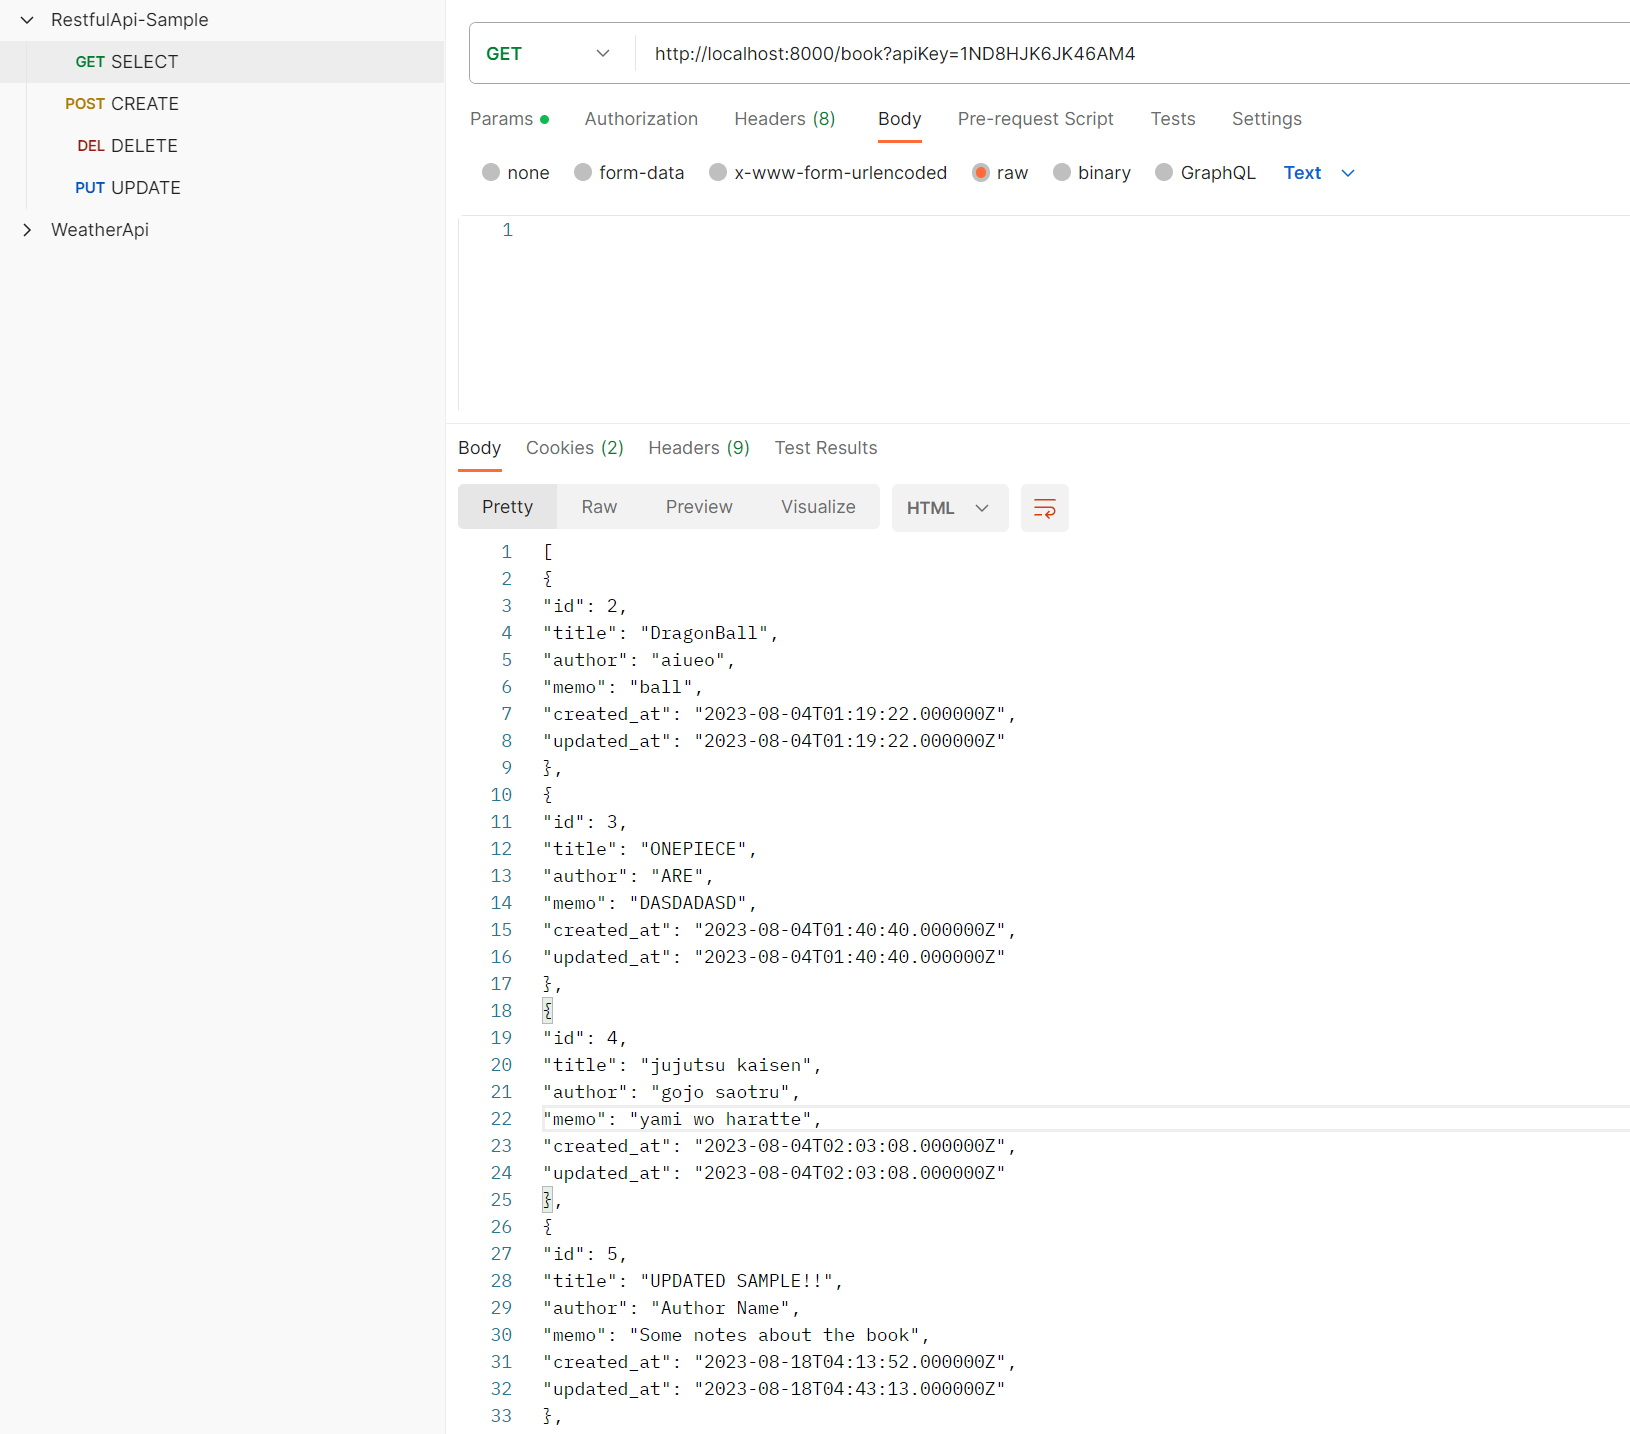 RestfulApi-Sample
GET SELECT
POST CREATE
DEL DELETE
PUT UPDATE
WeatherApi
GET http://localhost:8000/book?apiKey=1ND8HJK6JK46AM4
Params Authorization Headers (8) Body Pre-request Script Tests Settings
none form-data x-www-form-urlencoded raw binary GraphQL Text
1
Body Cookies (2) Headers (9) Test Results
Pretty Raw Preview Visualize HTML
1 [
2 {
3 "id": 2,
4 "title": "DragonBall",
5 "author": "aiueo",
6 "memo": "ball",
7 "created_at": "2023-08-04T01:19:22.000000Z",
8 "updated_at": "2023-08-04T01:19:22.000000Z"
9 },
10 {
11 "id": 3,
12 "title": "ONEPIECE",
13 "author": "ARE",
14 "memo": "DASDADASD",
15 "created_at": "2023-08-04T01:40:40.000000Z",
16 "updated_at": "2023-08-04T01:40:40.000000Z"
17 },
18 {
19 "id": 4,
20 "title": "jujutsu kaisen",
21 "author": "gojo saotru",
22 "memo": "yami wo haratte",
23 "created_at": "2023-08-04T02:03:08.000000Z",
24 "updated_at": "2023-08-04T02:03:08.000000Z"
25 },
26 {
27 "id": 5,
28 "title": "UPDATED SAMPLE!!",
29 "author": "Author Name",
30 "memo": "Some notes about the book",
31 "created_at": "2023-08-18T04:13:52.000000Z",
32 "updated_at": "2023-08-18T04:43:13.000000Z"
33 },